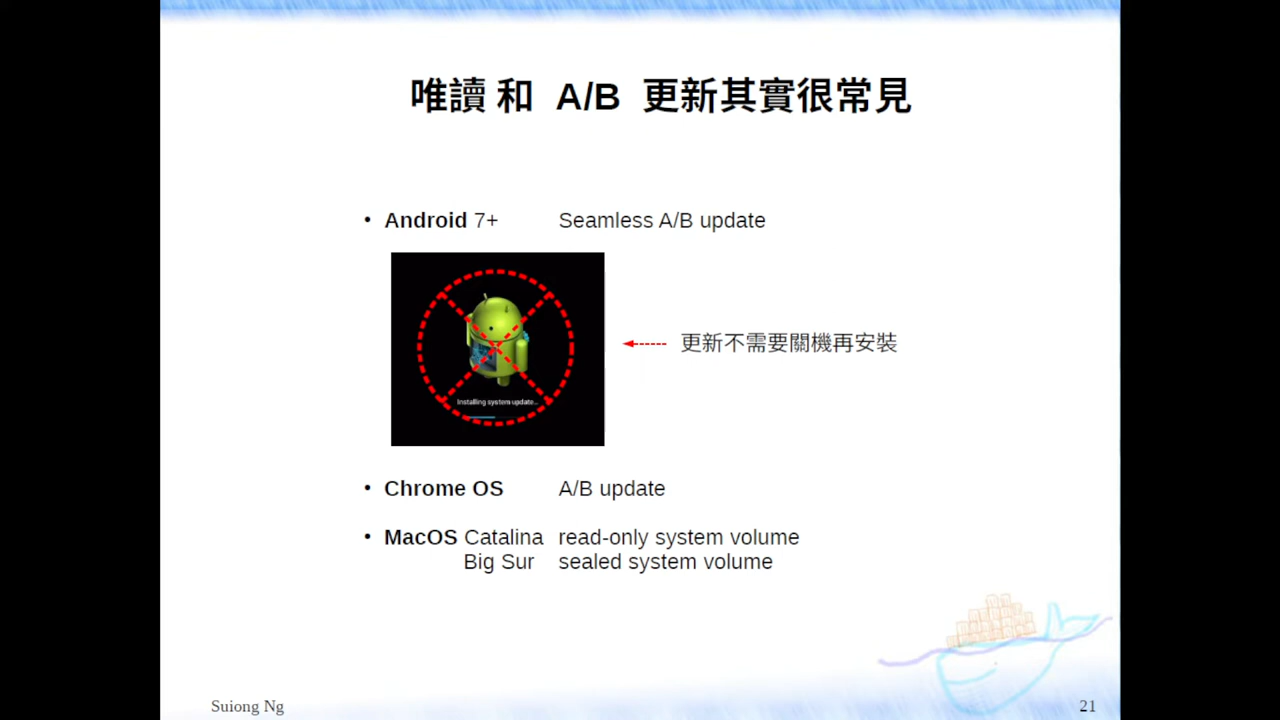 唯讀 和 A/B 更新其實很常見
• Android 7+ Seamless A/B update
Installing system update...
更新不需要關機再安裝
• Chrome OS A/B update
• MacOS Catalina read-only system volume
Big Sur sealed system volume
Suiong Ng
21